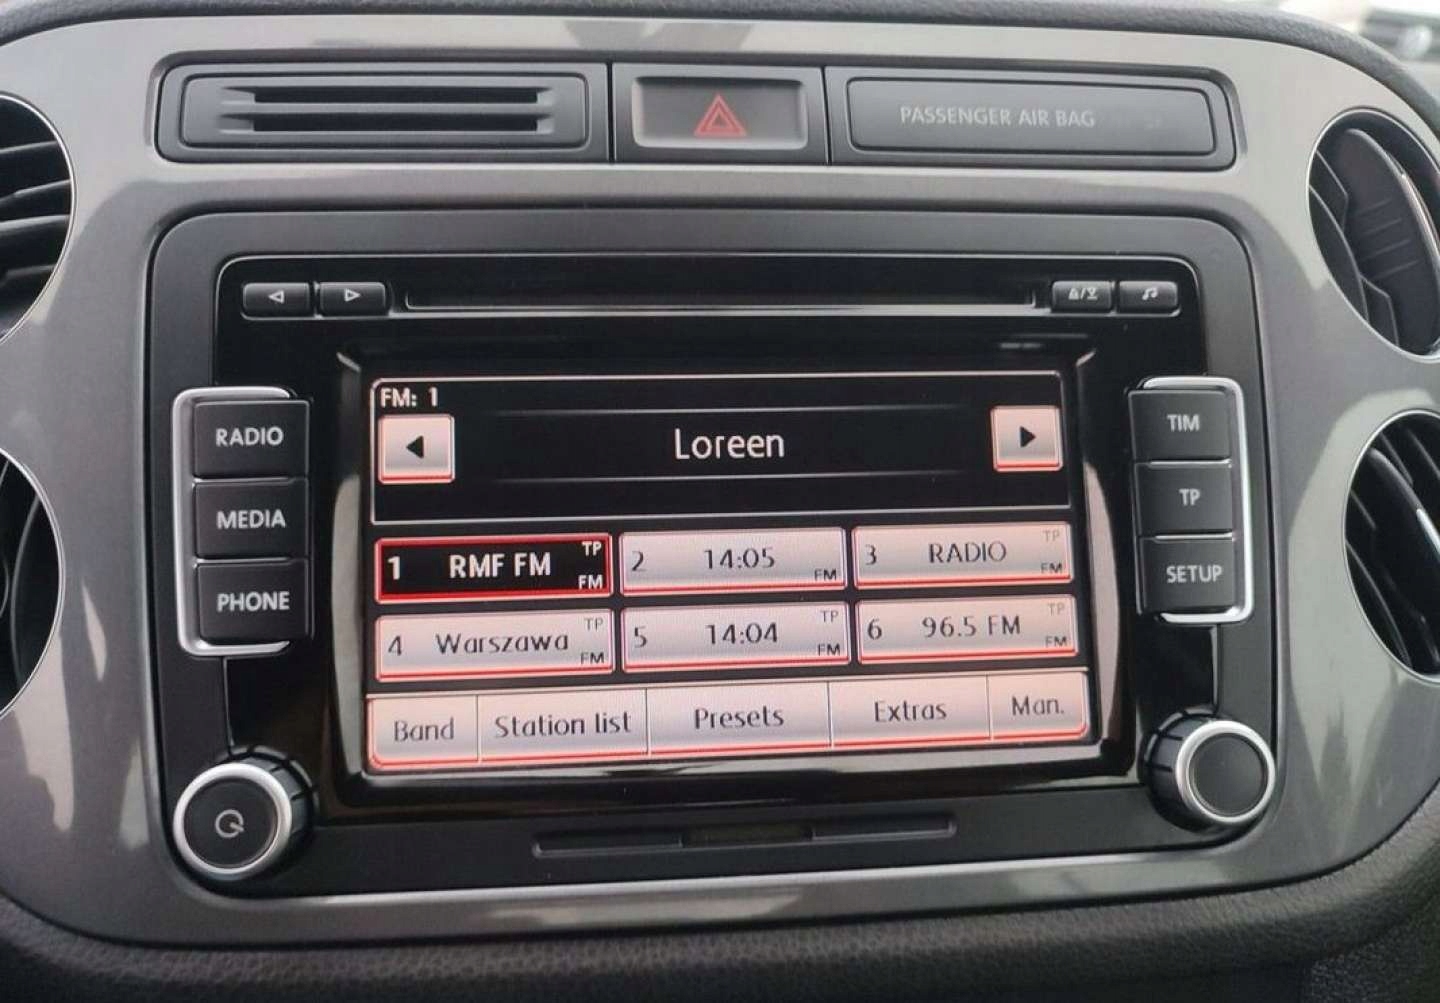 PASSENGER AIR BAG
FM: 1
Loreen
RADIO
MEDIA
PHONE
TIM
TP
SETUP
1 RMF FM TP FM
2 14:05 FM
3 RADIO TP FM
4 Warszawa TP FM
5 14:04 TP FM
6 96.5 FM TP FM
Band Station list Presets Extras Man.